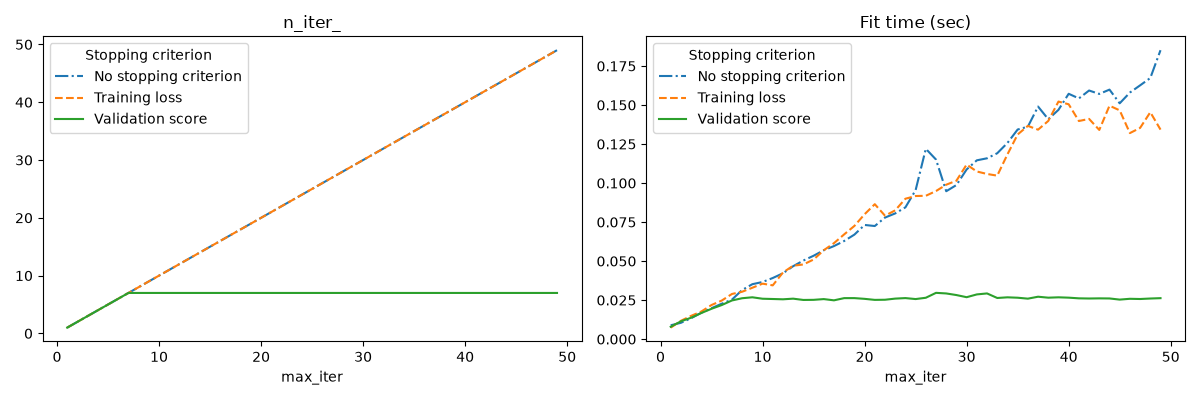 n_iter_
Stopping criterion
No stopping criterion
Training loss
Validation score
50
40
30
20
10
0
0 10 20 30 40 50
max_iter
Fit time (sec)
Stopping criterion
No stopping criterion
Training loss
Validation score
0.175
0.150
0.125
0.100
0.075
0.050
0.025
0.000
0 10 20 30 40 50
max_iter